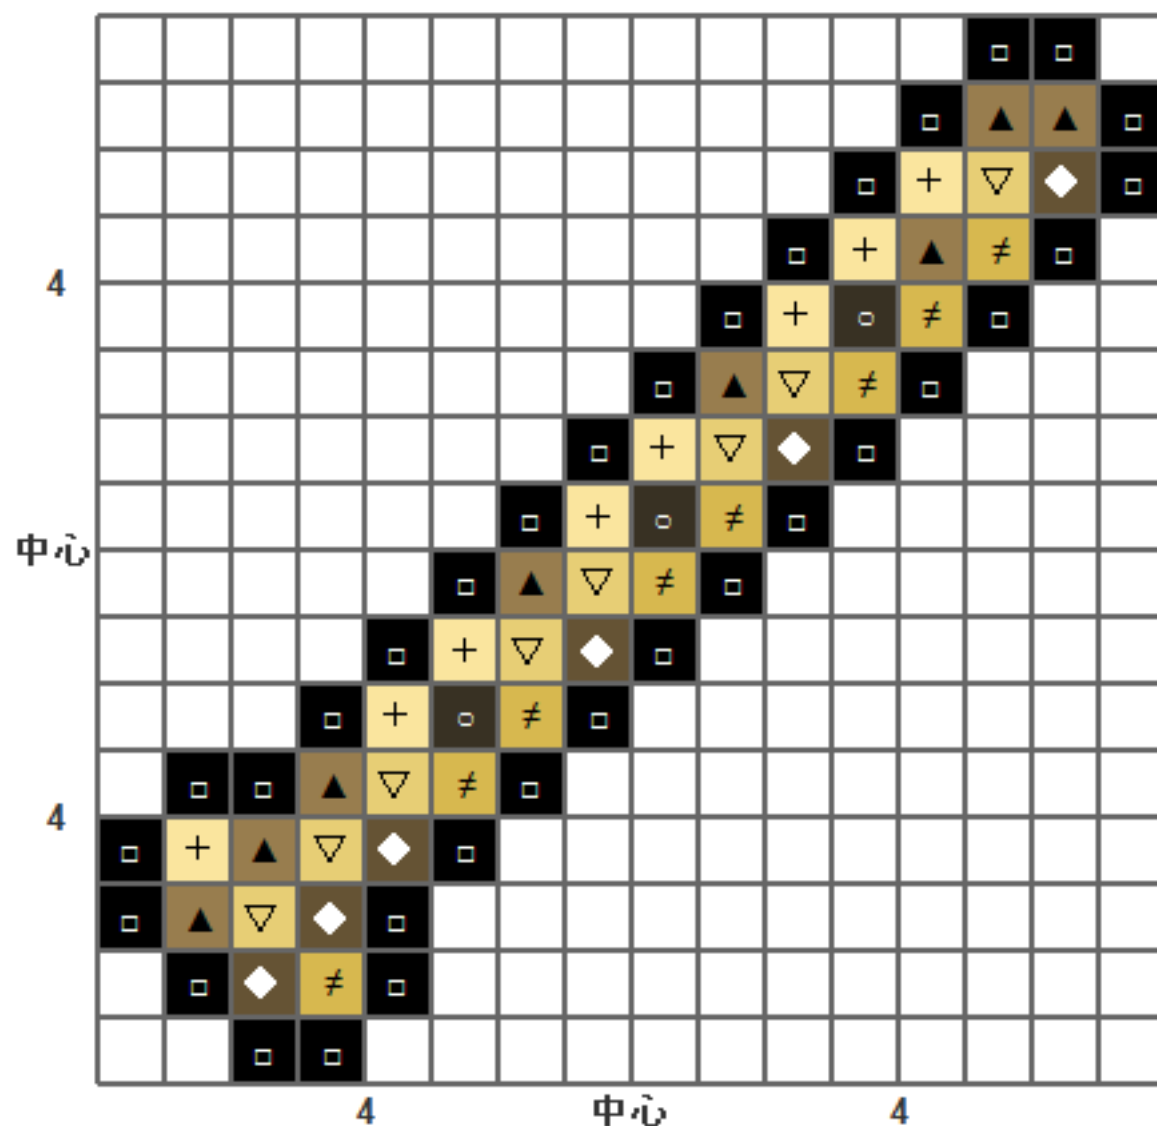 □ □
□ ▲ ▲ □
□ + ▽ ◆ □
□ + ▲ ≠ □
4
□ + ○ ≠ □
□ ▲ ▽ ≠ □
□ + ▽ ◆ □
□ + ○ ≠ □
中心
□ ▲ ▽ ≠ □
□ + ▽ ◆ □
□ + ○ ≠ □
□ □ ▲ ▽ ≠ □
4
□ + ▲ ▽ ◆ □
□ ▲ ▽ ◆ □
□ ◆ ≠ □
□ □
4 中心 4